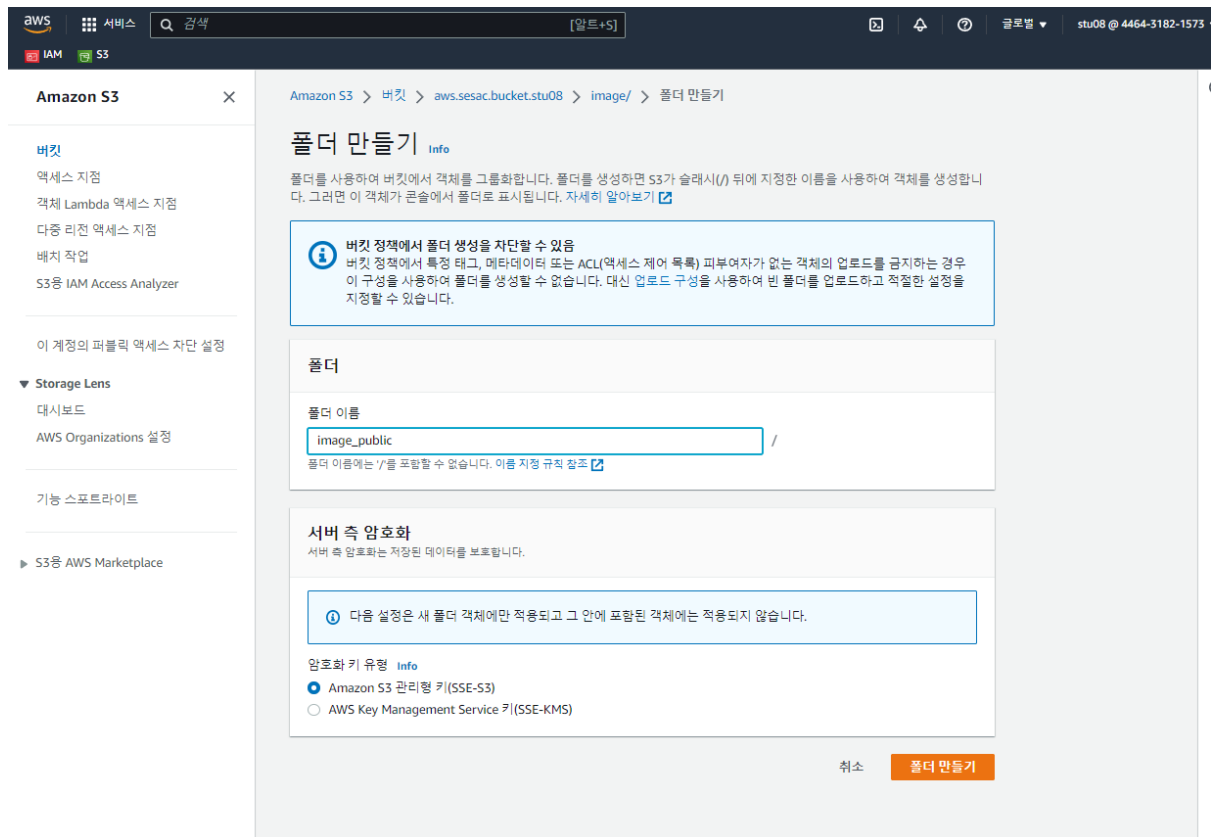 aws
서비스
검색
[알트+S]
글로벌 ▼
stu08 @ 4464-3182-1573
IAM
S3
Amazon S3
버킷
액세스 지점
객체 Lambda 액세스 지점
다중 리전 액세스 지점
배치 작업
S3용 IAM Access Analyzer
이 계정의 퍼블릭 액세스 차단 설정
▼ Storage Lens
대시보드
AWS Organizations 설정
기능 스포트라이트
▶ S3용 AWS Marketplace
Amazon S3 > 버킷 > aws.sesac.bucket.stu08 > image/ > 폴더 만들기
폴더 만들기 Info
폴더를 사용하여 버킷에서 객체를 그룹화합니다. 폴더를 생성하면 S3가 슬래시(/) 뒤에 지정한 이름을 사용하여 객체를 생성합니
다. 그러면 이 객체가 콘솔에서 폴더로 표시됩니다. 자세히 알아보기
버킷 정책에서 폴더 생성을 차단할 수 있음
버킷 정책에서 특정 태그, 메타데이터 또는 ACL(액세스 제어 목록) 피부여자가 없는 객체의 업로드를 금지하는 경우
이 구성을 사용하여 폴더를 생성할 수 없습니다. 대신 업로드 구성을 사용하여 빈 폴더를 업로드하고 적절한 설정을
지정할 수 있습니다.
폴더
폴더 이름
image_public /
폴더 이름에는 '/'를 포함할 수 없습니다. 이름 지정 규칙 참조
서버 측 암호화
서버 측 암호화는 저장된 데이터를 보호합니다.
다음 설정은 새 폴더 객체에만 적용되고 그 안에 포함된 객체에는 적용되지 않습니다.
암호화 키 유형 Info
Amazon S3 관리형 키(SSE-S3)
AWS Key Management Service 키(SSE-KMS)
취소
폴더 만들기